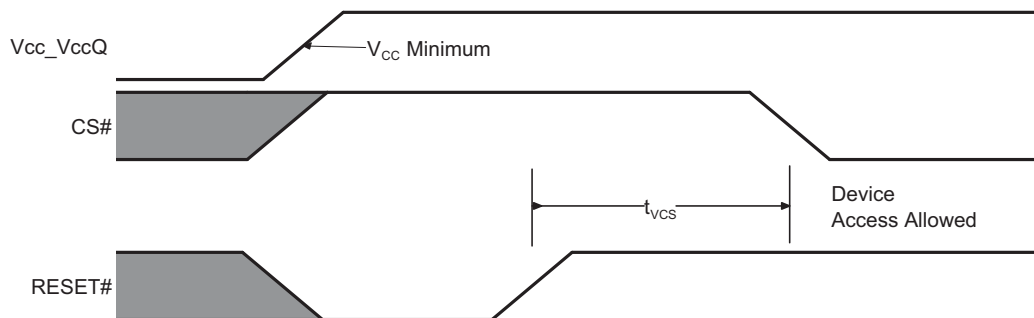 Vcc_VccQ
VCC Minimum
CS#
tVCS
Device
Access Allowed
RESET#